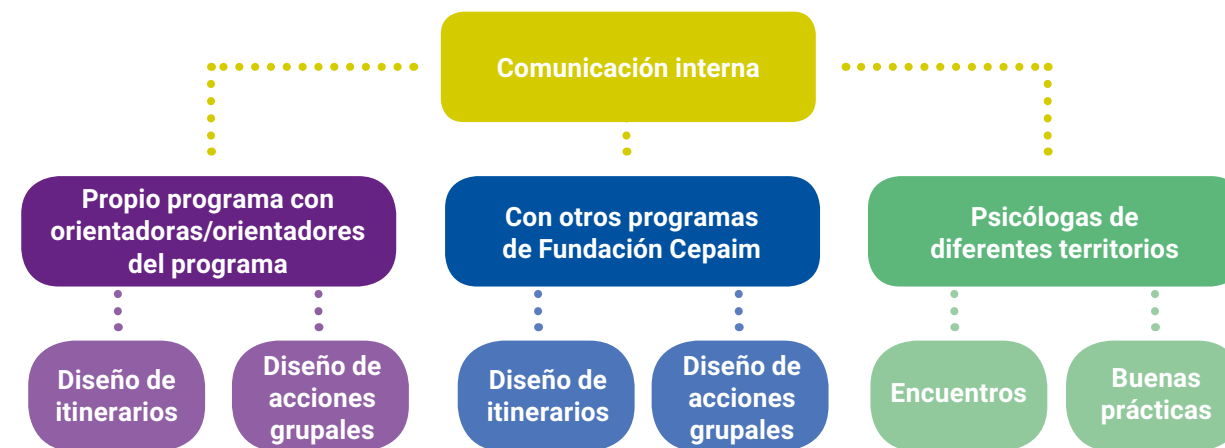 Comunicación interna
Propio programa con
orientadoras/orientadores
del programa
Con otros programas
de Fundación Cepaim
Psicólogas de
diferentes territorios
Diseño de
itinerarios
Diseño de
acciones
grupales
Diseño de
itinerarios
Diseño de
acciones
grupales
Encuentros
Buenas
prácticas